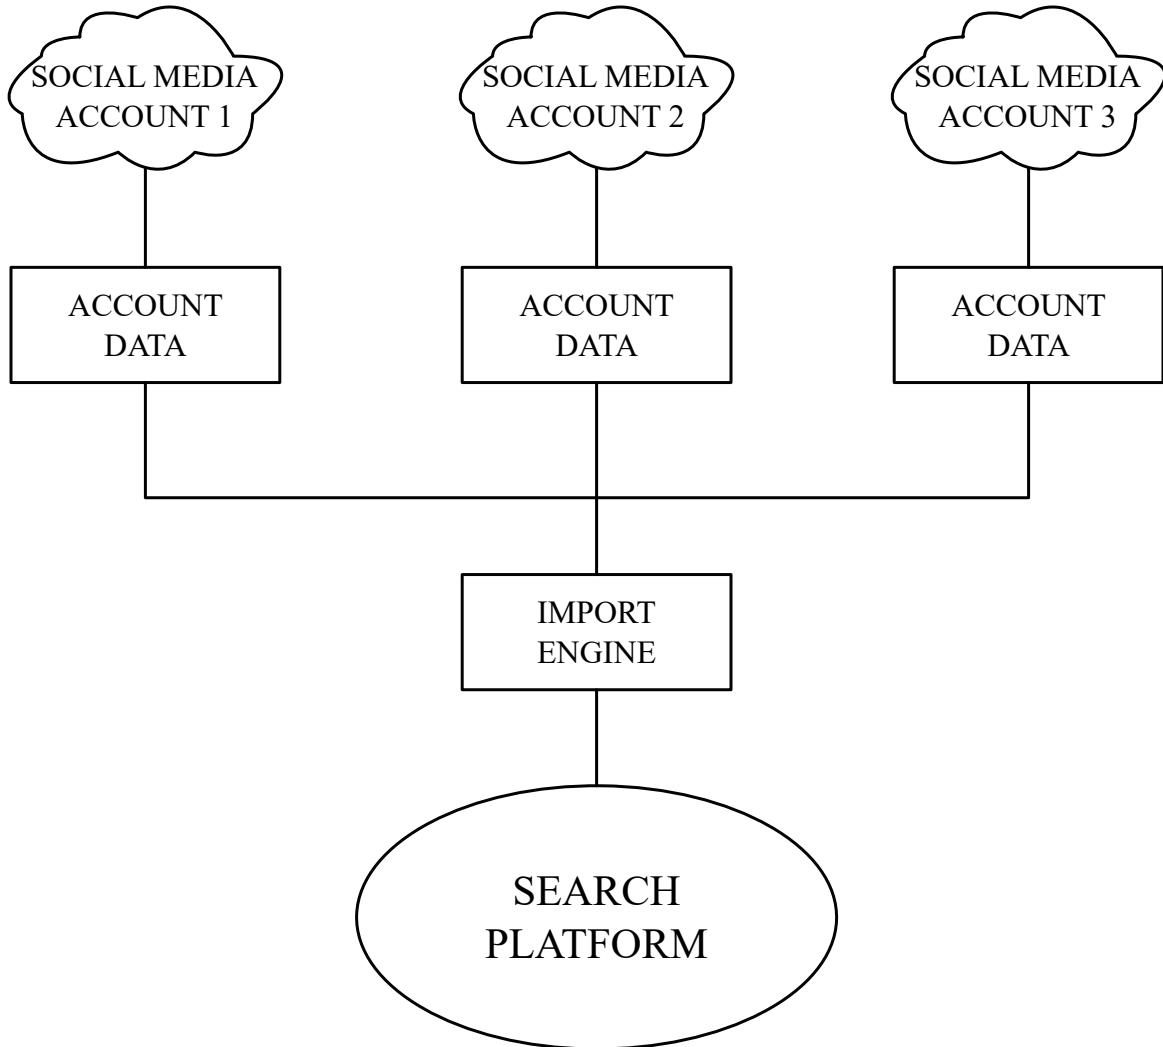 SOCIAL MEDIA
ACCOUNT 1
SOCIAL MEDIA
ACCOUNT 2
SOCIAL MEDIA
ACCOUNT 3
ACCOUNT
DATA
ACCOUNT
DATA
ACCOUNT
DATA
IMPORT
ENGINE
SEARCH
PLATFORM